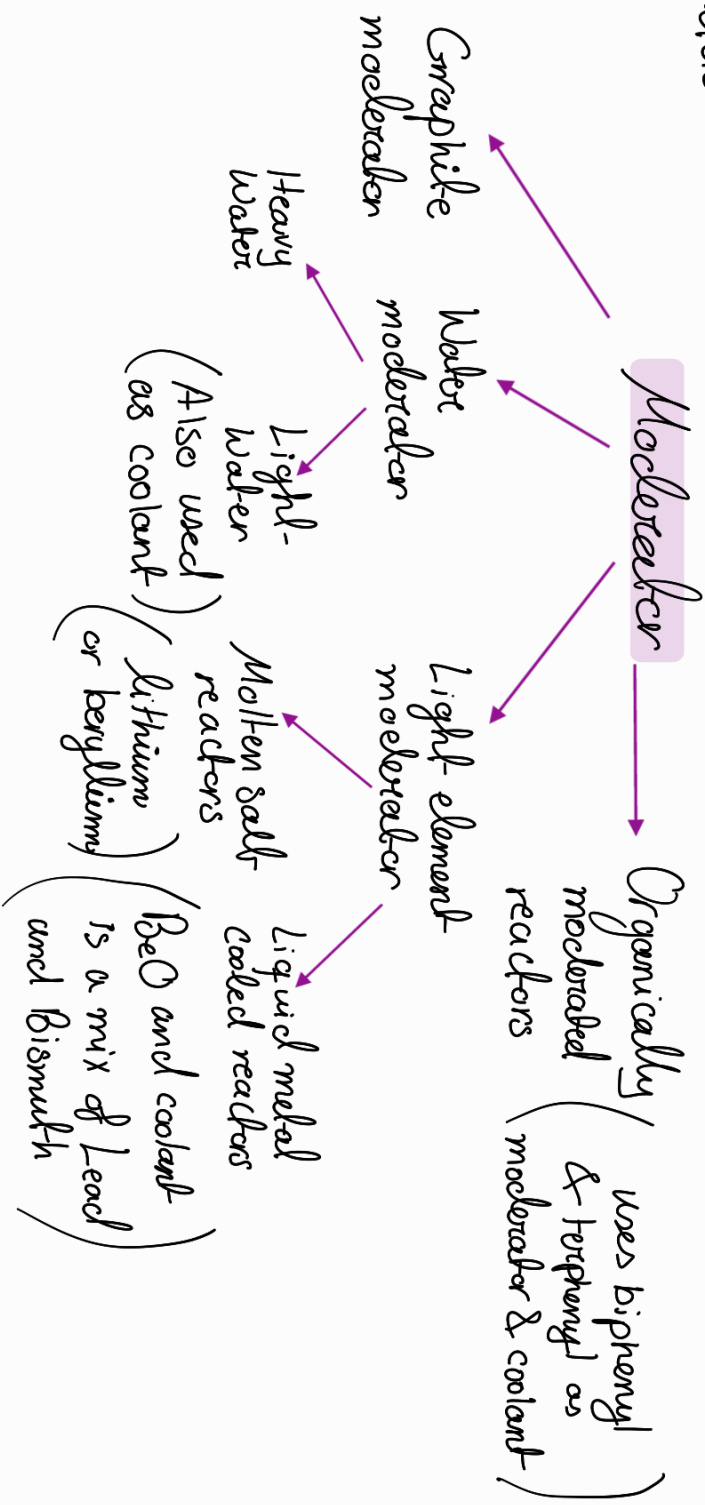 Moderator
Graphite
moderator
Water
moderator
Heavy
Water
Light
Water
(Also used
as coolant)
Light element
moderator
Molten salt
reactors
(lithium
or beryllium)
Liquid metal
cooled reactors
(BeO and coolant
is a mix of Lead
and Bismuth)
Organically
moderated
reactors
(uses biphenyl
& terphenyl as
moderator & coolant)